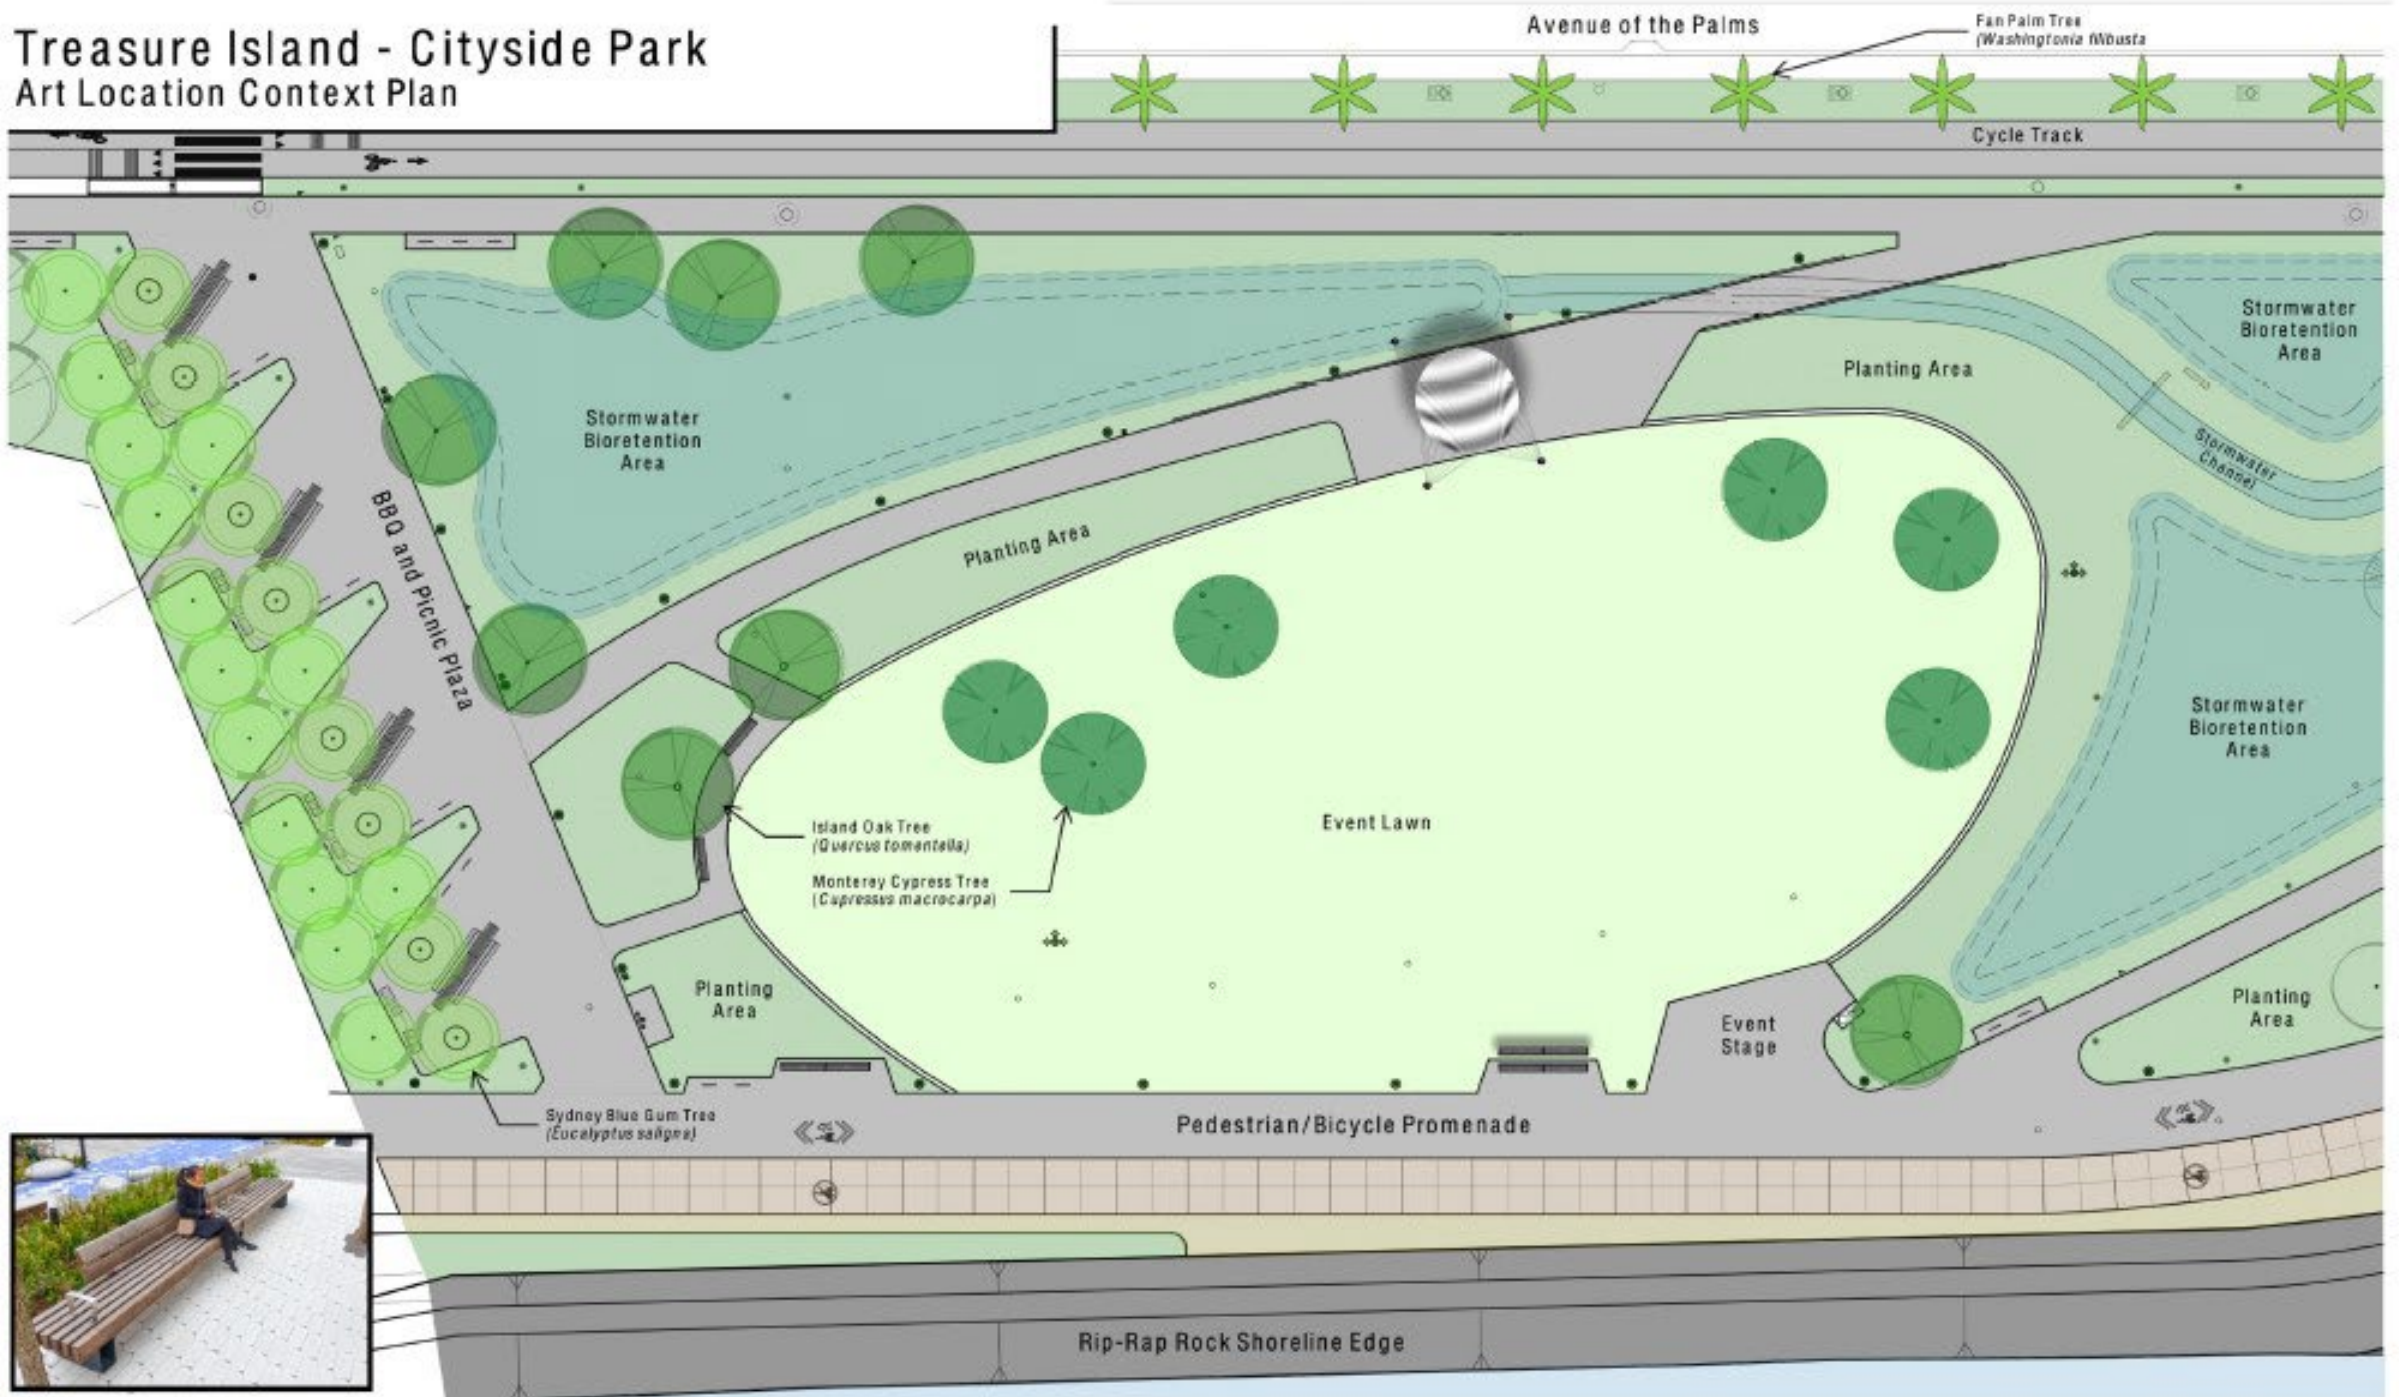 Treasure Island - Cityside Park
Art Location Context Plan
Avenue of the Palms
Fan Palm Tree
(Washingtonia filibusta
Cycle Track
Stormwater
Bioretention
Area
Planting Area
Stormwater
Bioretention
Area
Stormwater
Channel
BBQ and Picnic Plaza
Planting Area
Stormwater
Bioretention
Area
Island Oak Tree
(Quercus tomentella)
Event Lawn
Monterey Cypress Tree
(Cupressus macrocarpa)
Planting
Area
Event
Stage
Planting
Area
Sydney Blue Gum Tree
(Eucalyptus saligna)
Pedestrian/Bicycle Promenade
Rip-Rap Rock Shoreline Edge